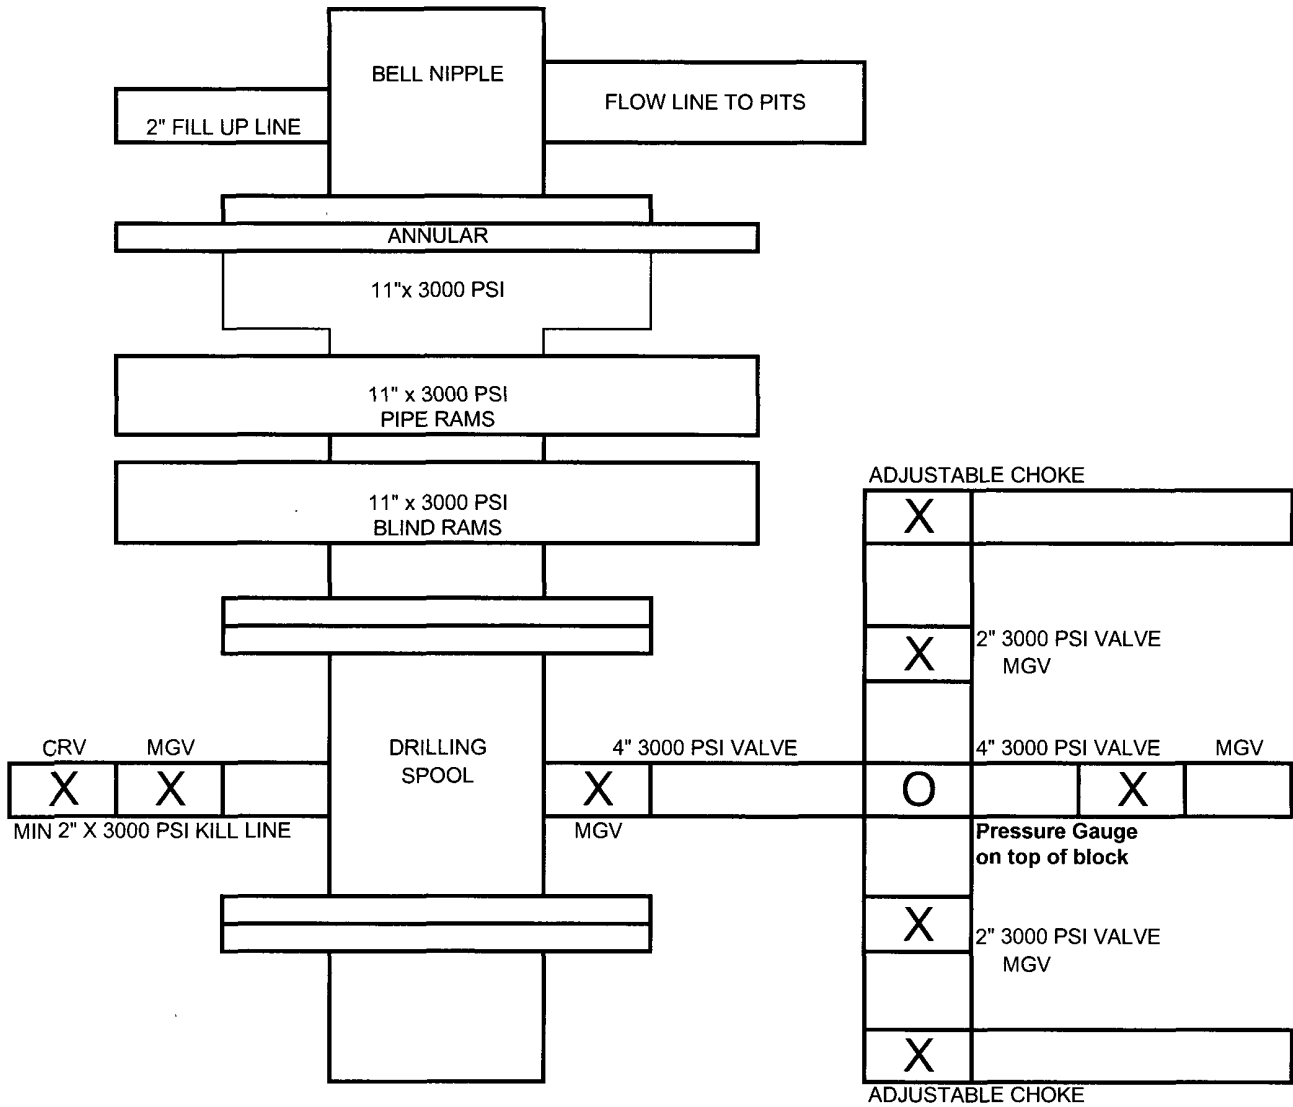 BELL NIPPLE
FLOW LINE TO PITS
2" FILL UP LINE
ANNULAR
11"x 3000 PSI
11" x 3000 PSI
PIPE RAMS
11" x 3000 PSI
BLIND RAMS
ADJUSTABLE CHOKE
X
X
2" 3000 PSI VALVE
MGV
CRV
MGV
DRILLING
SPOOL
4" 3000 PSI VALVE
4" 3000 PSI VALVE
MGV
X
X
X
O
X
MIN 2" X 3000 PSI KILL LINE
MGV
Pressure Gauge
on top of block
X
2" 3000 PSI VALVE
MGV
X
ADJUSTABLE CHOKE